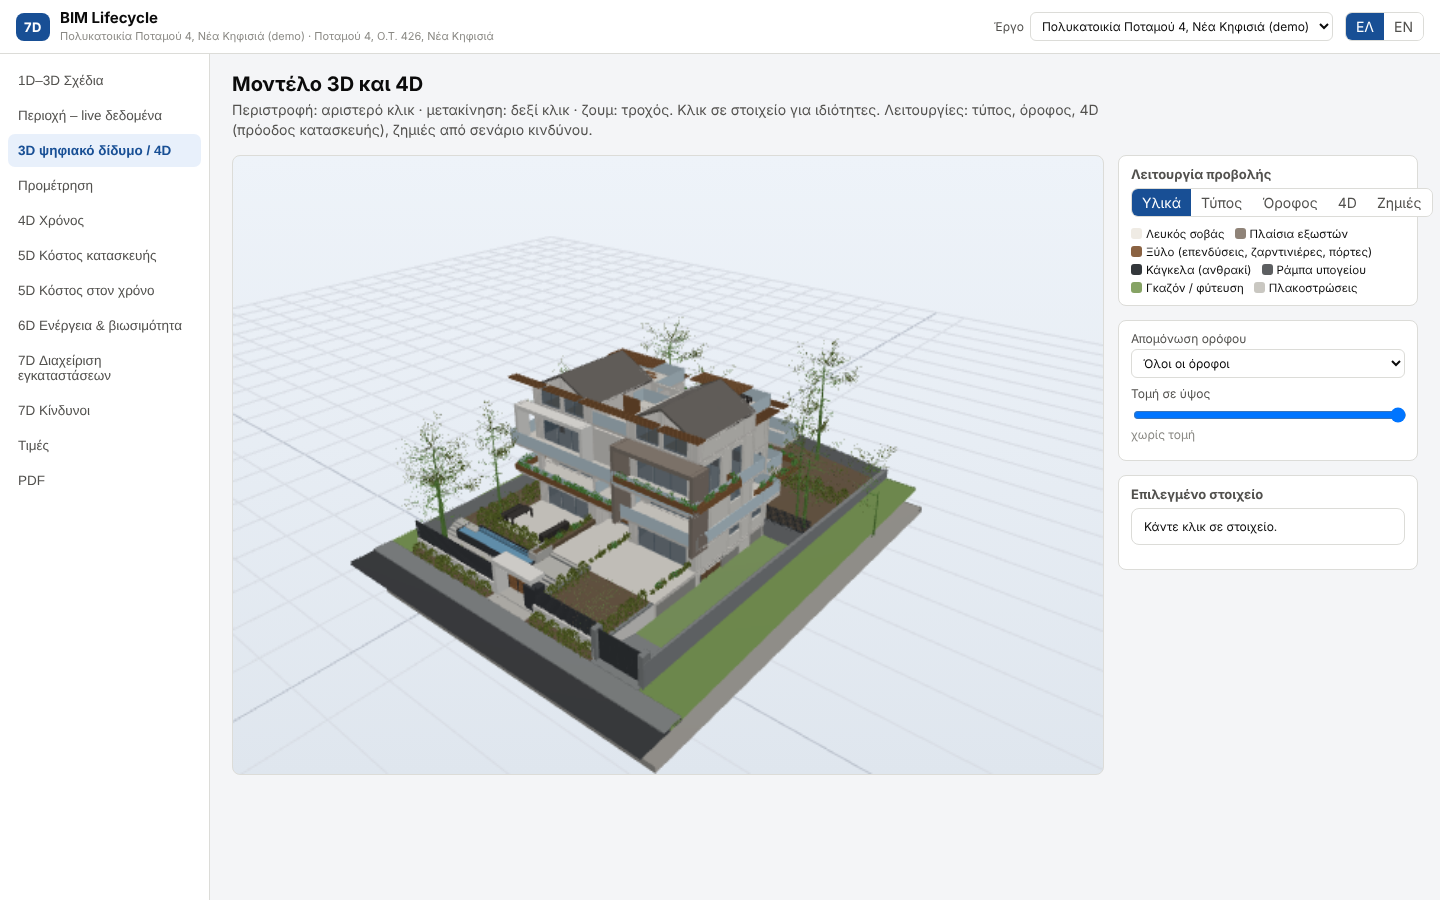 7D
BIM Lifecycle
Πολυκατοικία Ποταμού 4, Νέα Κηφισιά (demo) · Ποταμού 4, Ο.Τ. 426, Νέα Κηφισιά
Έργο
Πολυκατοικία Ποταμού 4, Νέα Κηφισιά (demo)
ΕΛ
EN
1D–3D Σχέδια
Περιοχή – live δεδομένα
3D ψηφιακό δίδυμο / 4D
Προμέτρηση
4D Χρόνος
5D Κόστος κατασκευής
5D Κόστος στον χρόνο
6D Ενέργεια & βιωσιμότητα
7D Διαχείριση
εγκαταστάσεων
7D Κίνδυνοι
Τιμές
PDF
Μοντέλο 3D και 4D
Περιστροφή: αριστερό κλικ · μετακίνηση: δεξί κλικ · ζουμ: τροχός. Κλικ σε στοιχείο για ιδιότητες. Λειτουργίες: τύπος, όροφος, 4D
(πρόοδος κατασκευής), ζημιές από σενάριο κινδύνου.
Λειτουργία προβολής
Υλικά Τύπος Όροφος 4D Ζημιές
Λευκός σοβάς Πλαίσια εξωστών
Ξύλο (επενδύσεις, ζαρντινιέρες, πόρτες)
Κάγκελα (ανθρακί) Ράμπα υπογείου
Γκαζόν / φύτευση Πλακοστρώσεις
Απομόνωση ορόφου
Όλοι οι όροφοι
Τομή σε ύψος
χωρίς τομή
Επιλεγμένο στοιχείο
Κάντε κλικ σε στοιχείο.